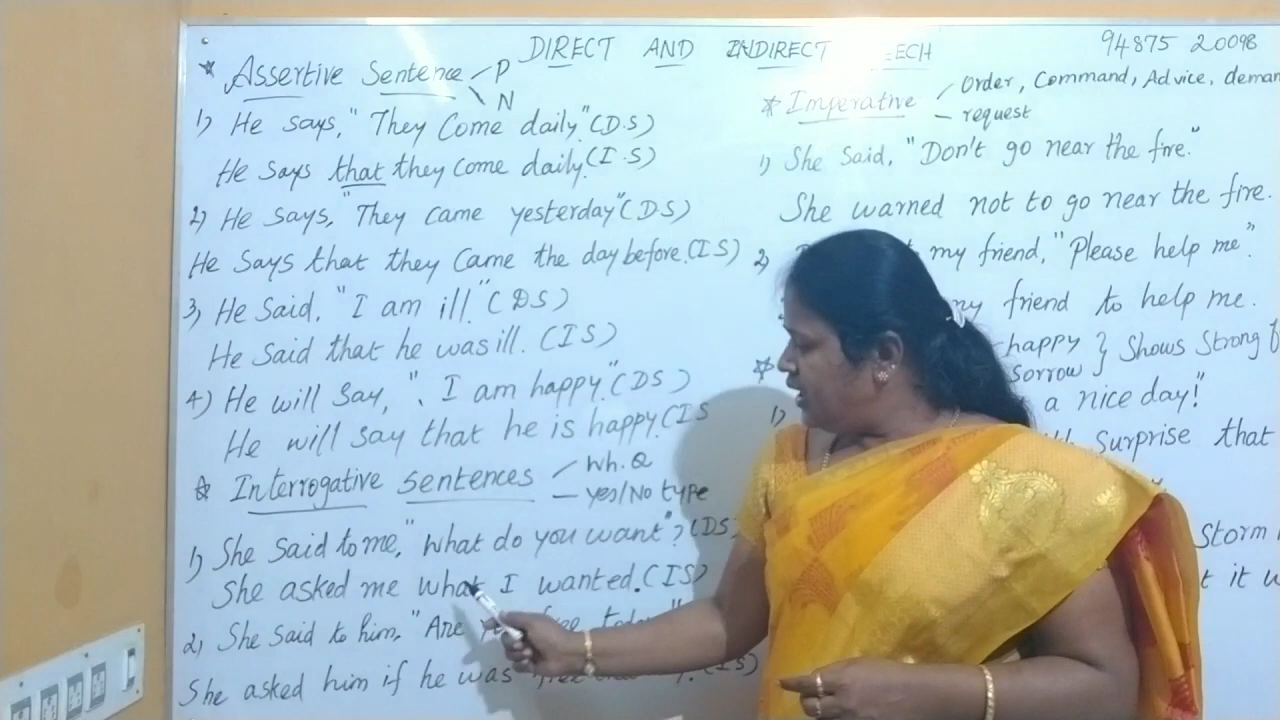 DIRECT AND INDIRECT EECH
94875 20098
* Assertive Sentence P
N
1) He says, "They Come daily." (D.S)
He says that they come daily. (I.S)
2) He says, "They came yesterday" (DS)
He says that they came the day before. (IS)
3) He said, "I am ill." (DS)
He said that he was ill. (IS)
4) He will say, " I am happy." (DS)
He will say that he is happy. (IS
* Interrogative sentences Wh. Q
yes/No type
1) She said to me, "What do you want"? (DS)
She asked me what I wanted. (IS)
2) She said to him, "Are
She asked him if he was (IS)
* Imperative Order, Command, Advice,
request
1) She said, "Don't go near the fire."
She warned not to go near the fire.
2) my friend, "Please help me."
my friend to help me.
* happy } Shows Strong
sorrow
1) a nice day!"
surprise that
Storm
it